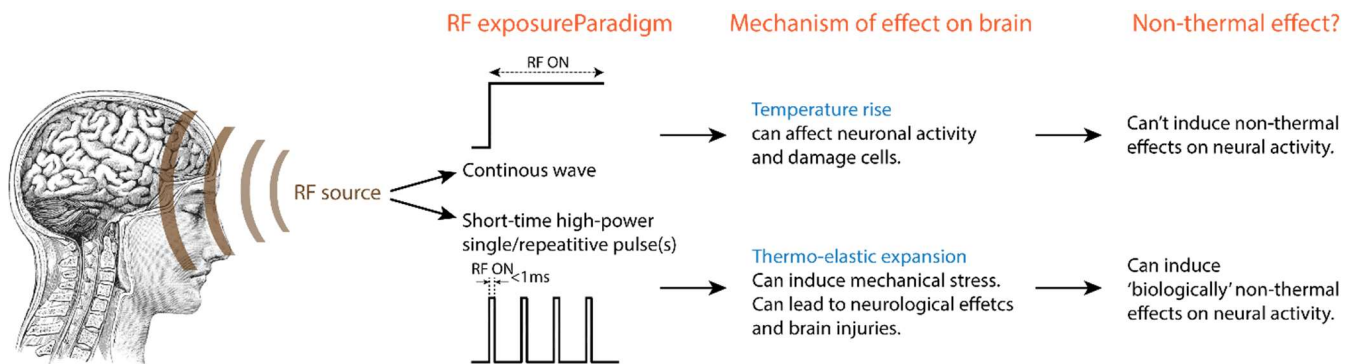 RF exposureParadigm
Mechanism of effect on brain
Non-thermal effect?
RF source
RF ON
Continous wave
Temperature rise
can affect neuronal activity
and damage cells.
Can't induce non-thermal
effects on neural activity.
Short-time high-power
single/repeatitive pulse(s)
RF ON
<1ms
Thermo-elastic expansion
Can induce mechanical stress.
Can lead to neurological effetcs
and brain injuries.
Can induce
'biologically' non-thermal
effects on neural activity.